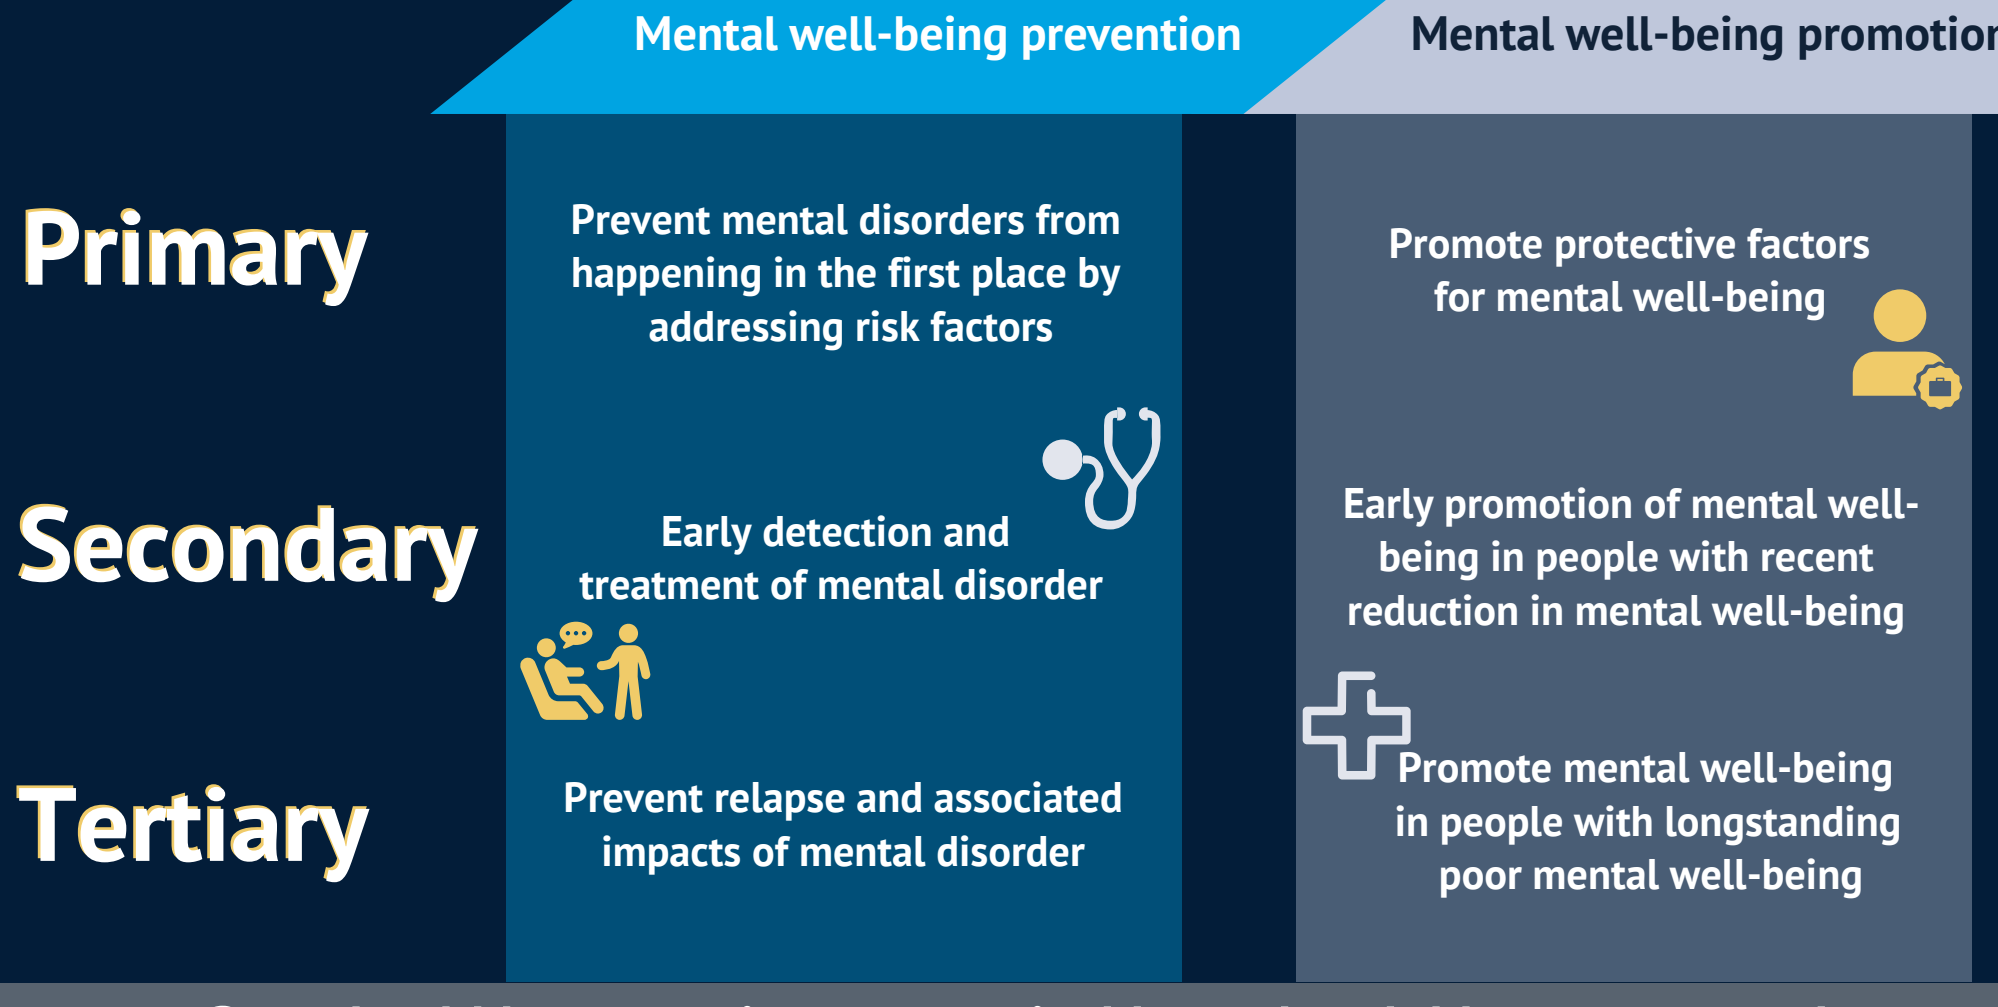 Mental well-being prevention
Mental well-being promotion
Primary
Prevent mental disorders from
happening in the first place by
addressing risk factors
Promote protective factors
for mental well-being
Secondary
Early detection and
treatment of mental disorder
Early promotion of mental well-
being in people with recent
reduction in mental well-being
Tertiary
Prevent relapse and associated
impacts of mental disorder
Promote mental well-being
in people with longstanding
poor mental well-being